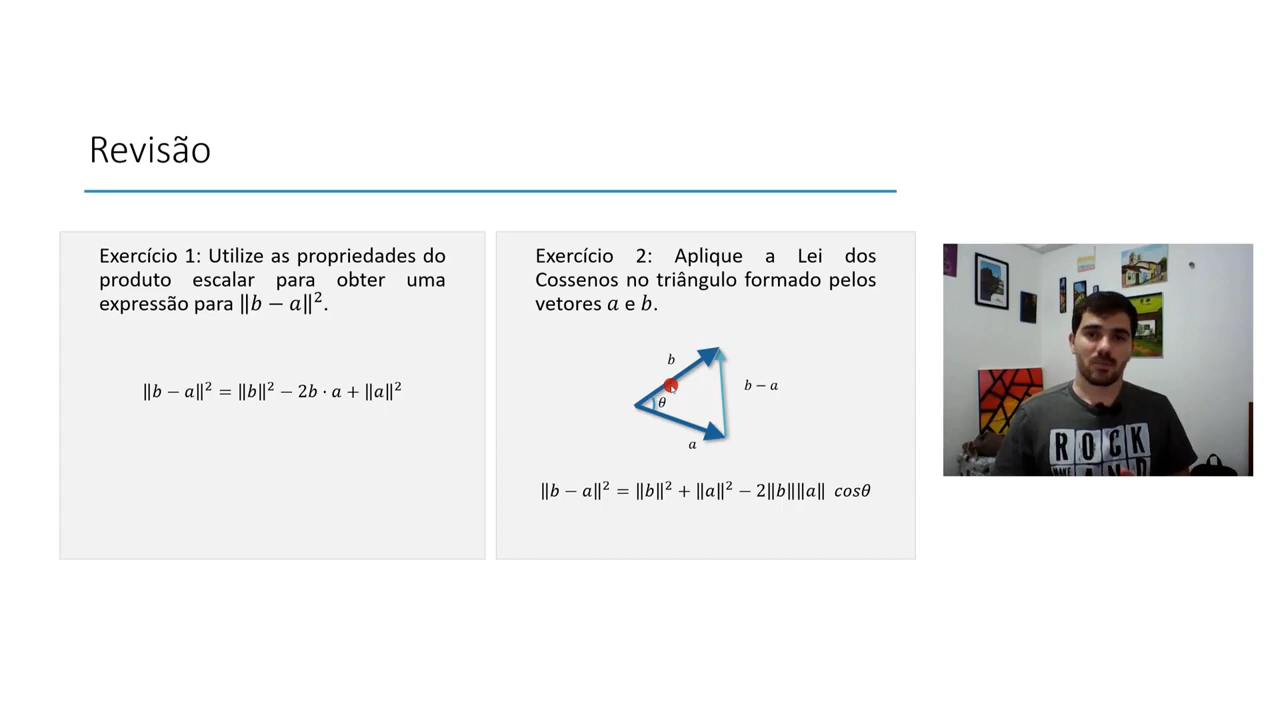 Revisão
Exercício 1: Utilize as propriedades do
produto escalar para obter uma
expressão para ‖b − a‖².
‖b − a‖² = ‖b‖² − 2b · a + ‖a‖²
Exercício 2: Aplique a Lei dos
Cossenos no triângulo formado pelos
vetores a e b.
b
θ
b − a
a
‖b − a‖² = ‖b‖² + ‖a‖² − 2‖b‖‖a‖ cosθ
ROCK